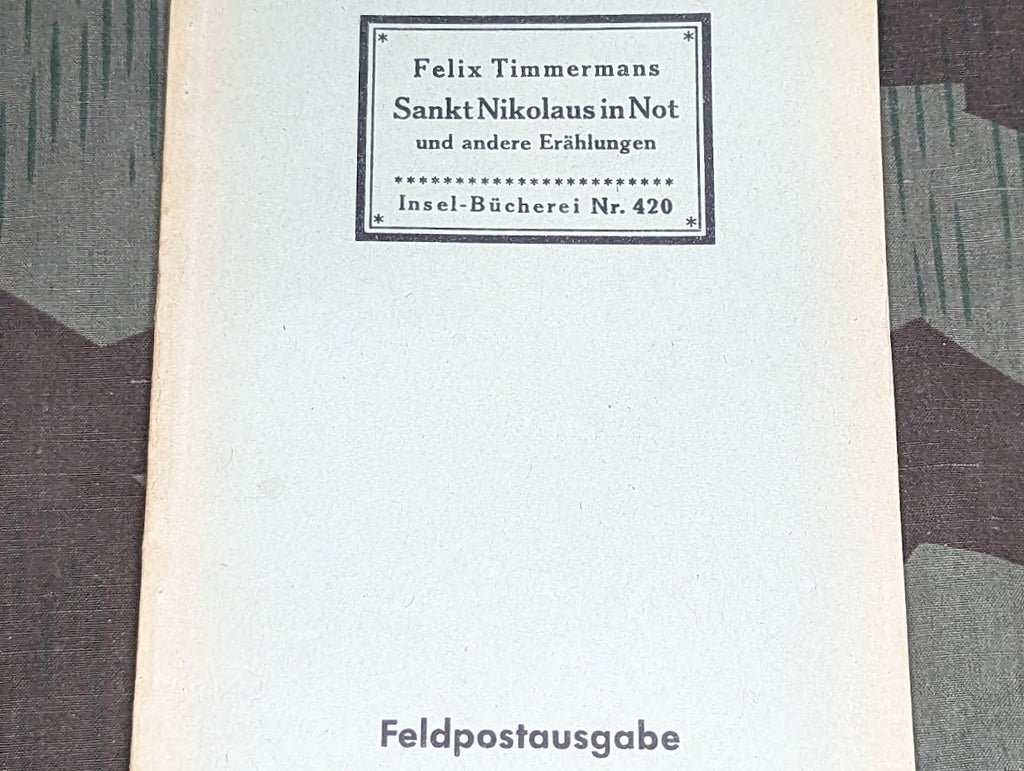 Felix Timmermans
Sankt Nikolaus in Not
und andere Erählungen
Insel-Bücherei Nr. 420
Feldpostausgabe